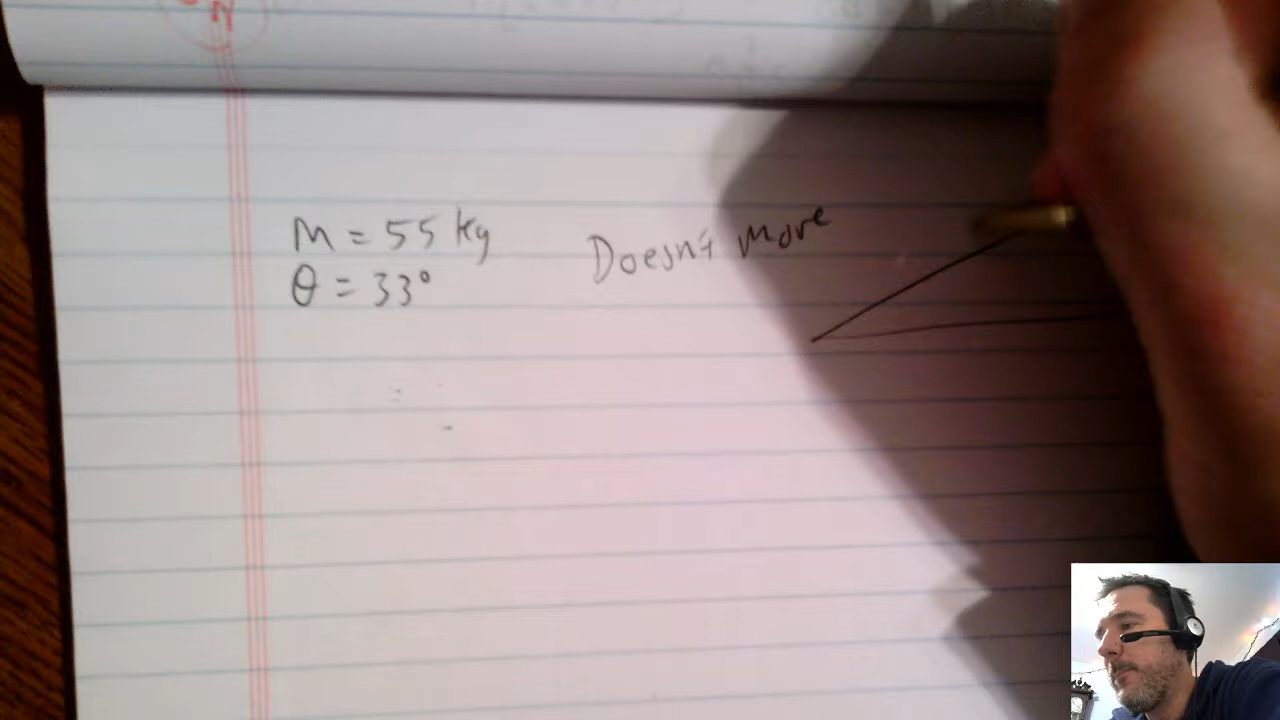 m = 55 kg
θ = 33°
Doesn't move
N